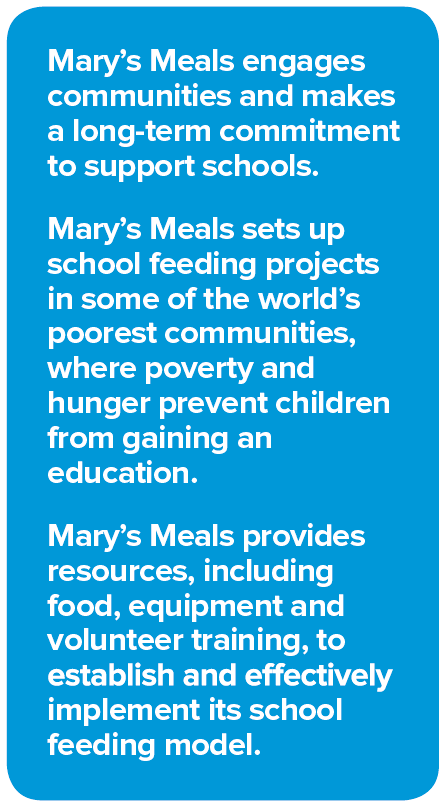 Mary’s Meals engages
communities and makes
a long-term commitment
to support schools.
Mary’s Meals sets up
school feeding projects
in some of the world’s
poorest communities,
where poverty and
hunger prevent children
from gaining an
education.
Mary’s Meals provides
resources, including
food, equipment and
volunteer training, to
establish and effectively
implement its school
feeding model.